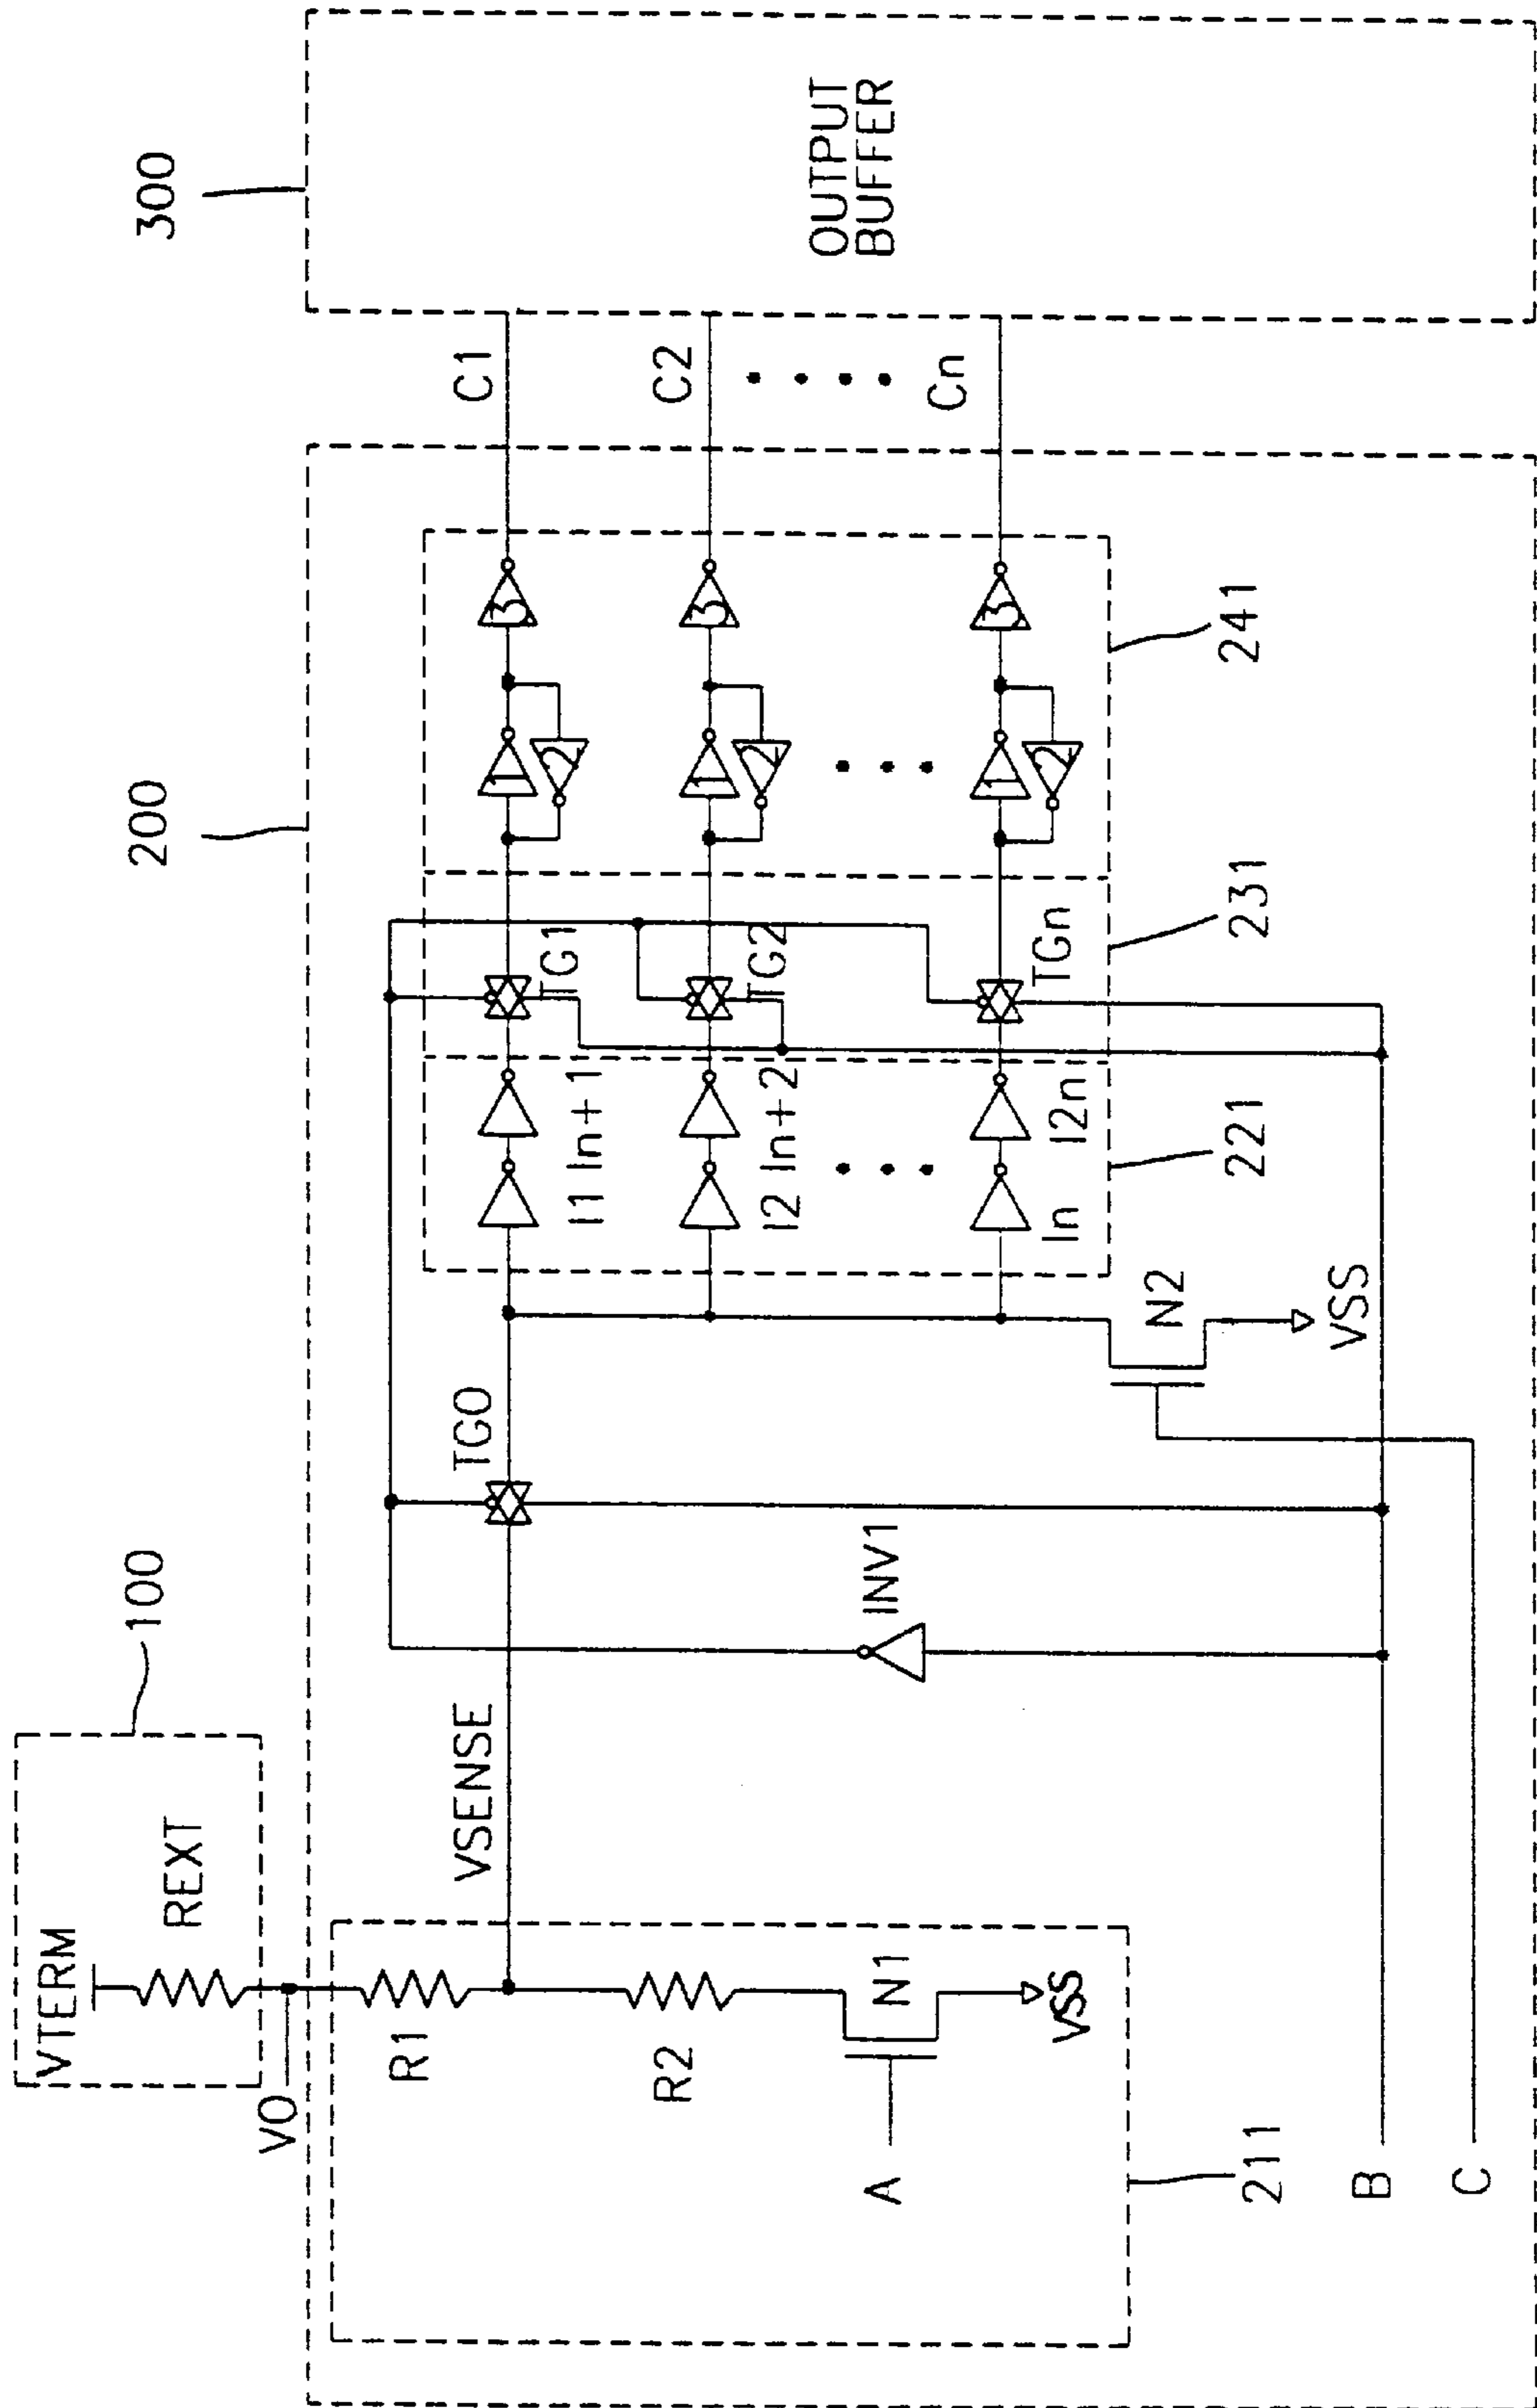 100
200
300
VTERM
REXT
VO
R1
R2
N1
A
VSS
211
VSENSE
TG0
INV1
N2
VSS
B
C
I1 In+1
I2 In+2
In
I2n
221
TG1
TG2
TGn
231
1
2
3
1
2
3
1
2
3
241
C1
C2
Cn
OUTPUT
BUFFER